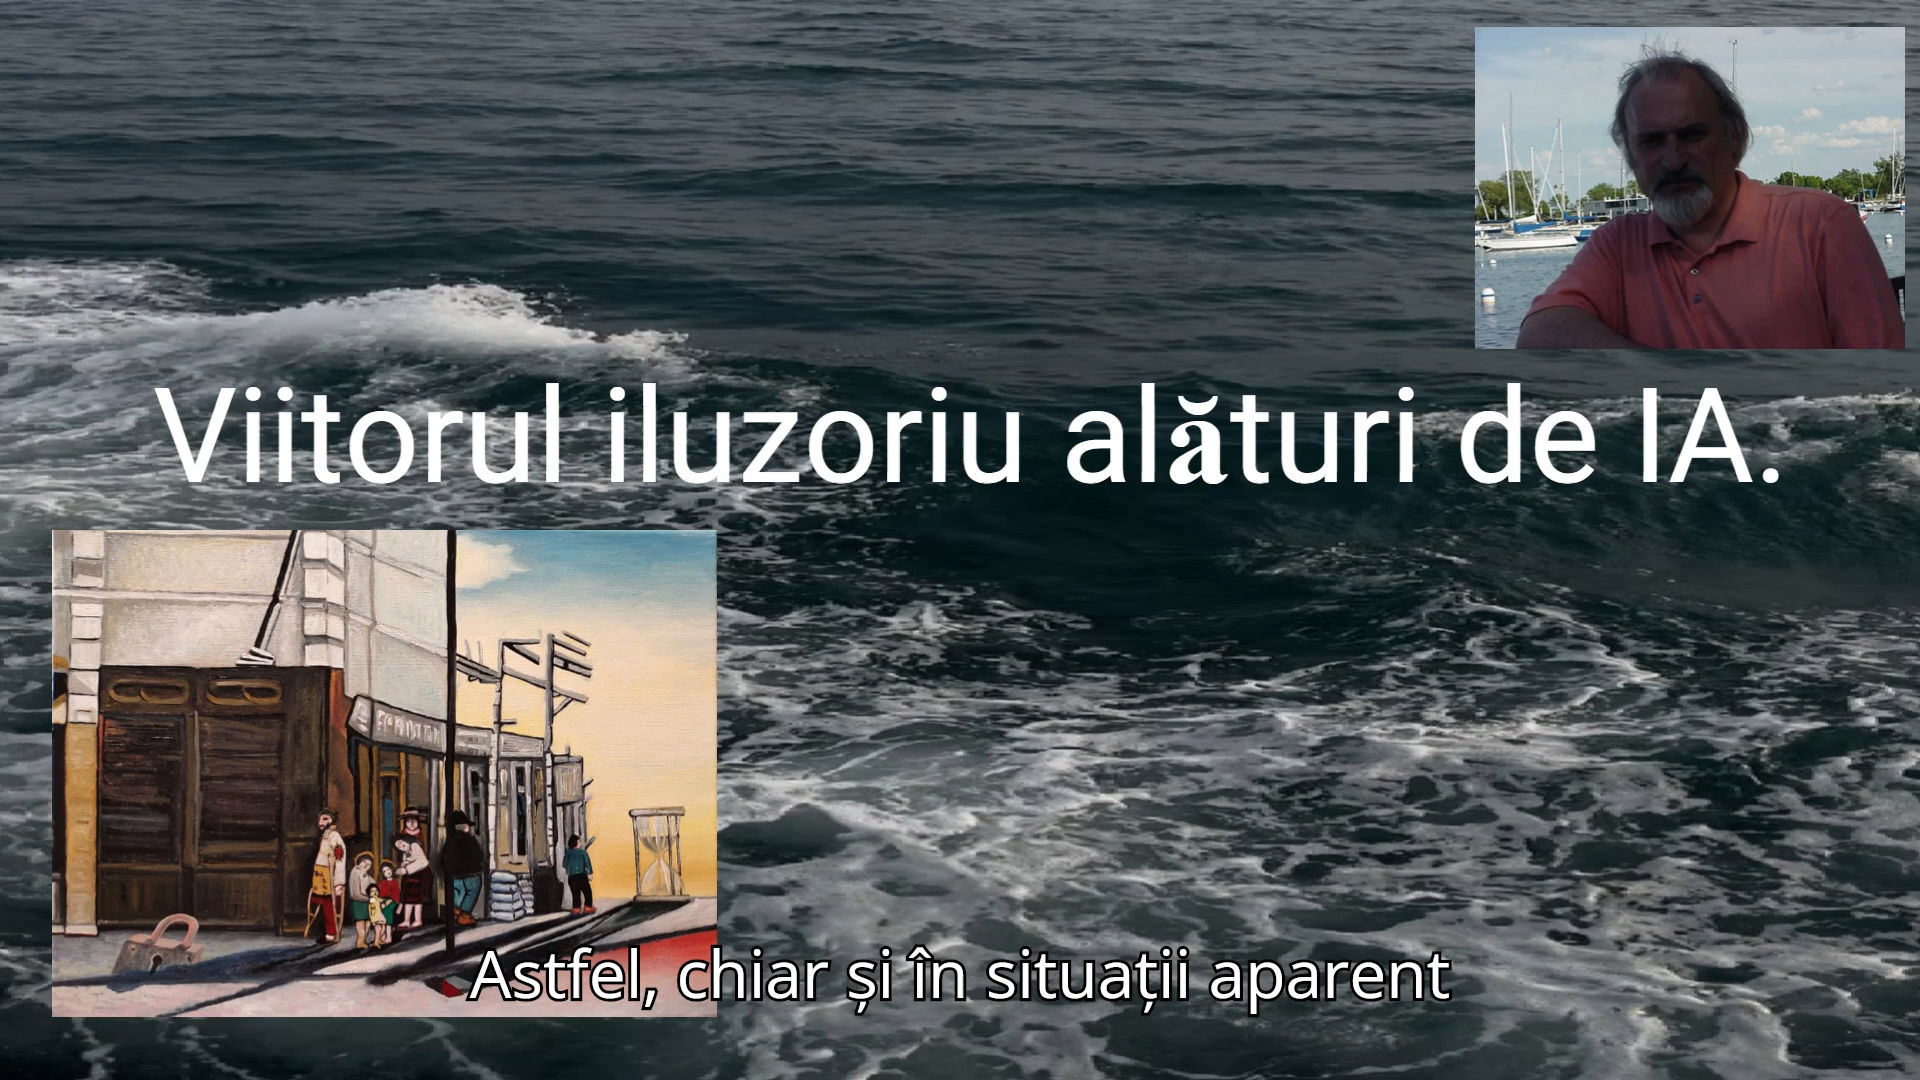 Viitorul iluzoriu alături de IA.
Astfel, chiar și în situații aparent